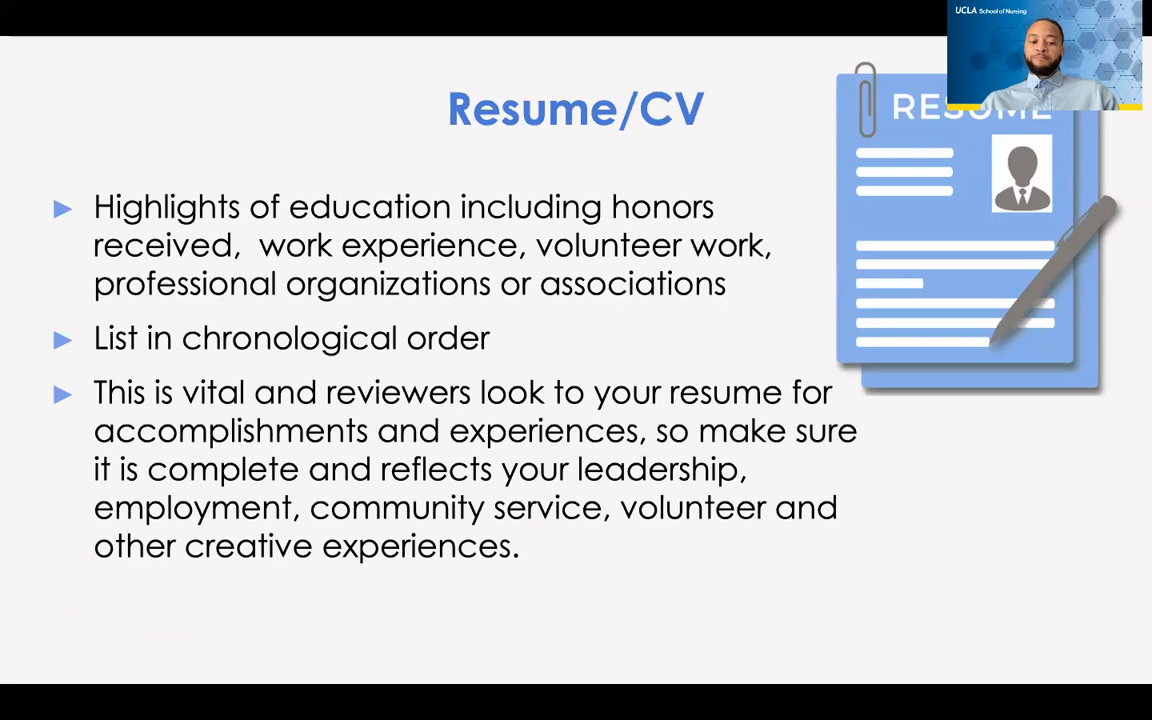 UCLA School of Nursing
Resume/CV
RESUME
► Highlights of education including honors
received,  work experience, volunteer work,
professional organizations or associations
► List in chronological order
► This is vital and reviewers look to your resume for
accomplishments and experiences, so make sure
it is complete and reflects your leadership,
employment, community service, volunteer and
other creative experiences.